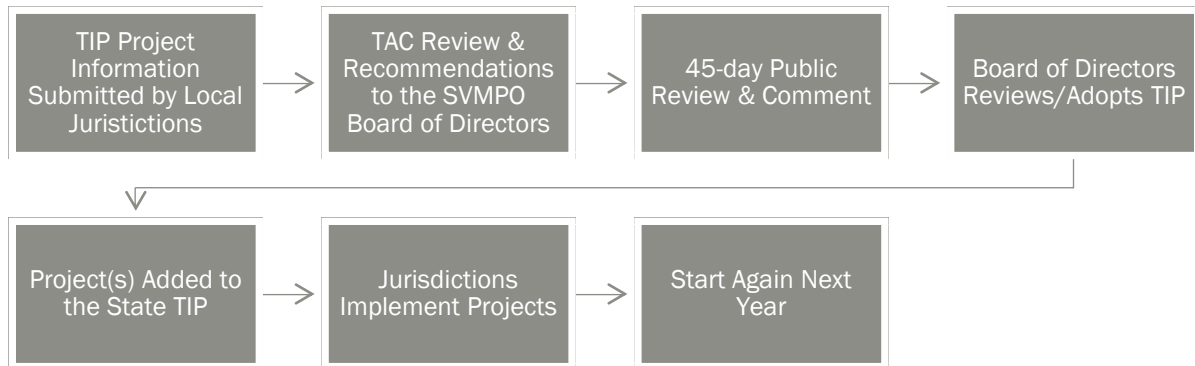 TIP Project
Information
Submitted by Local
Juristictions
TAC Review &
Recommendations
to the SVMPO
Board of Directors
45-day Public
Review & Comment
Board of Directors
Reviews/Adopts TIP
Project(s) Added to
the State TIP
Jurisdictions
Implement Projects
Start Again Next
Year